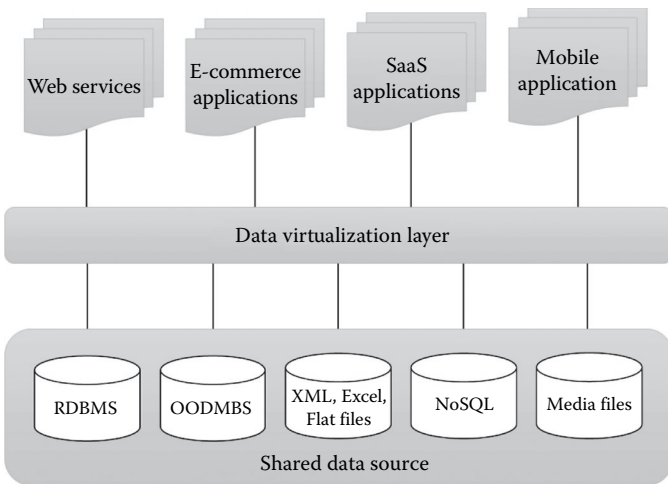 Web services
E-commerce
applications
SaaS
applications
Mobile
application
Data virtualization layer
RDBMS
OODMBS
XML, Excel,
Flat files
NoSQL
Media files
Shared data source